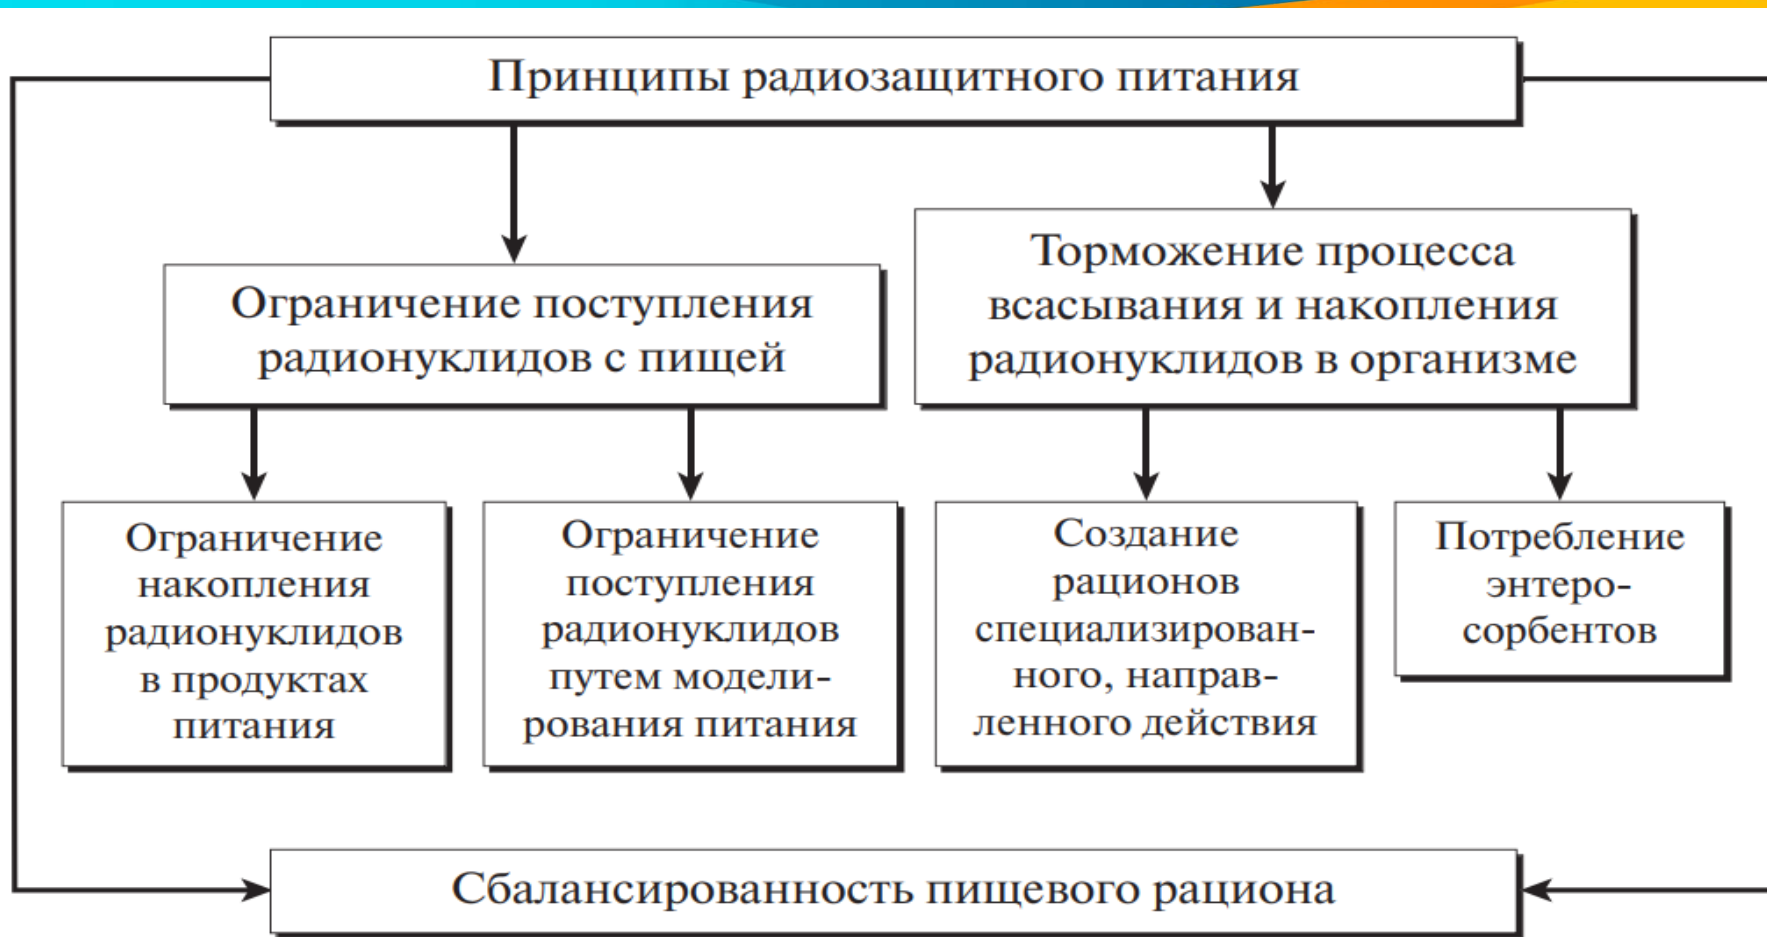 Принципы радиозащитного питания
Ограничение поступления
радионуклидов с пищей
Торможение процесса
всасывания и накопления
радионуклидов в организме
Ограничение
накопления
радионуклидов
в продуктах
питания
Ограничение
поступления
радионуклидов
путем модели-
рования питания
Создание
рационов
специализирован-
ного, направ-
ленного действия
Потребление
энтеро-
сорбентов
Сбалансированность пищевого рациона